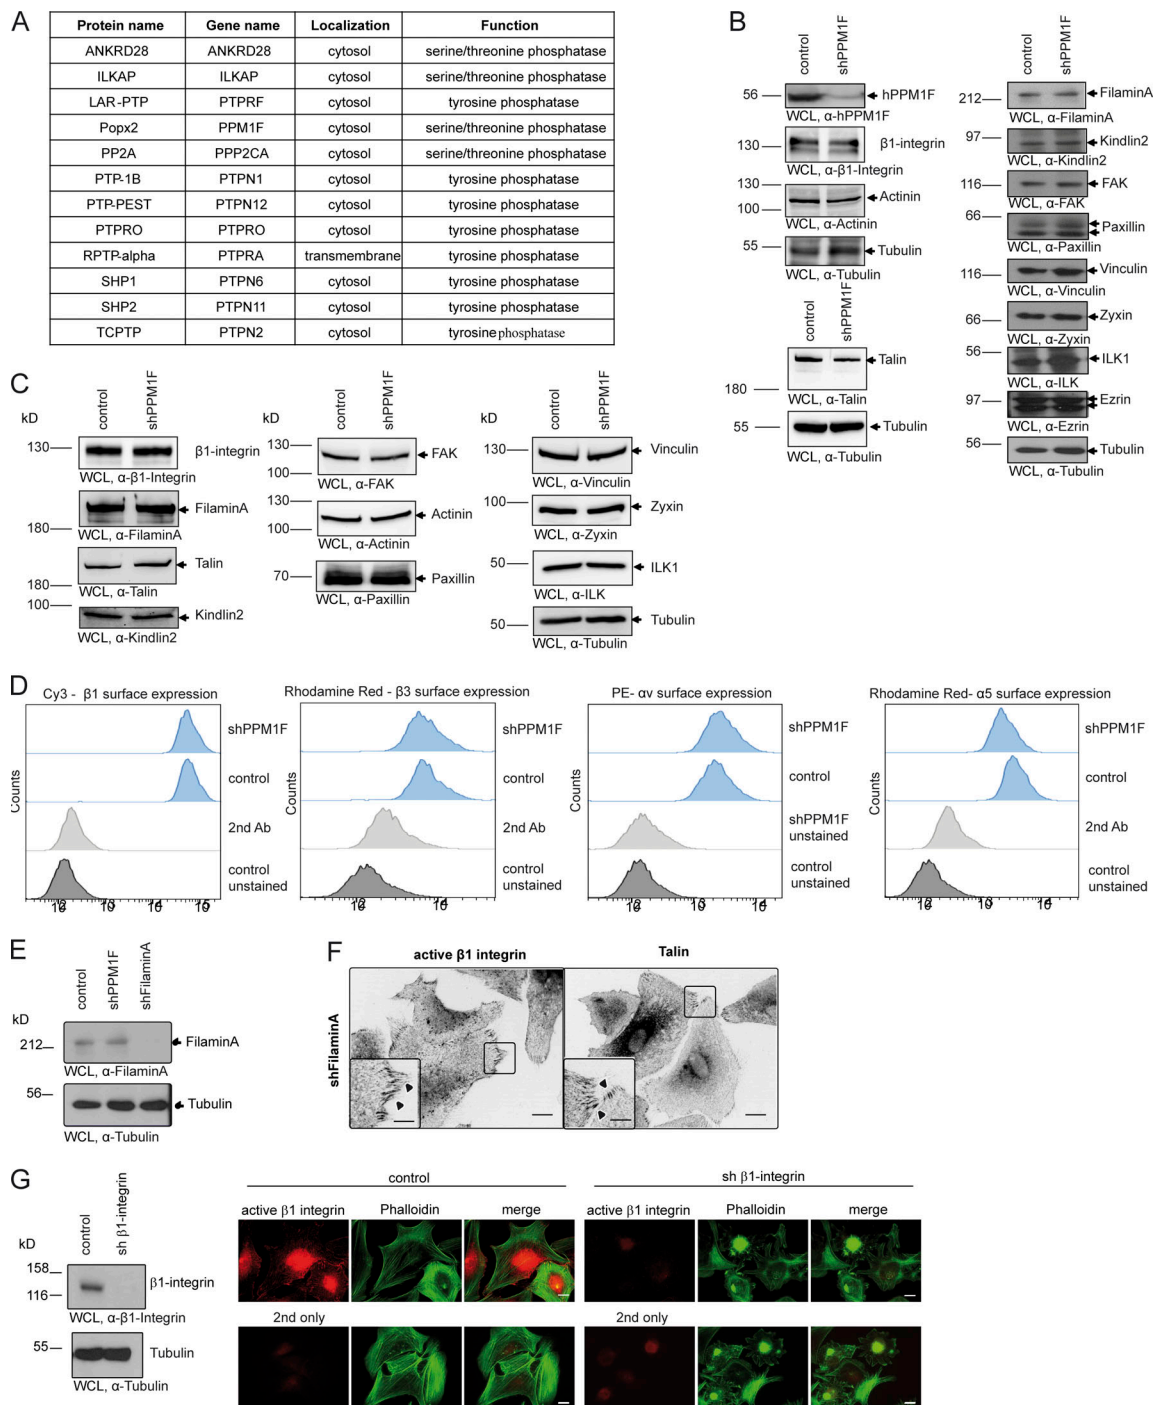 A
Protein name Gene name Localization Function
ANKRD28 ANKRD28 cytosol serine/threonine phosphatase
ILKAP ILKAP cytosol serine/threonine phosphatase
LAR-PTP PTPRF cytosol tyrosine phosphatase
Popx2 PPM1F cytosol serine/threonine phosphatase
PP2A PPP2CA cytosol serine/threonine phosphatase
PTP-1B PTPN1 cytosol tyrosine phosphatase
PTP-PEST PTPN12 cytosol tyrosine phosphatase
PTPRO PTPRO cytosol tyrosine phosphatase
RPTP-alpha PTPRA transmembrane tyrosine phosphatase
SHP1 PTPN6 cytosol tyrosine phosphatase
SHP2 PTPN11 cytosol tyrosine phosphatase
TCPTP PTPN2 cytosol tyrosine phosphatase
B
control shPPM1F
56 hPPM1F
WCL, α-hPPM1F
130 β1-integrin
WCL, α-β1-Integrin
130
100 Actinin
WCL, α-Actinin
55 Tubulin
WCL, α-Tubulin
control shPPM1F
Talin
180
WCL, α-Talin
55 Tubulin
WCL, α-Tubulin
control shPPM1F
212 FilaminA
WCL, α-FilaminA
97 Kindlin2
WCL, α-Kindlin2
116 FAK
WCL, α-FAK
66 Paxillin
WCL, α-Paxillin
116 Vinculin
WCL, α-Vinculin
66 Zyxin
WCL, α-Zyxin
56 ILK1
WCL, α-ILK
97 Ezrin
WCL, α-Ezrin
56 Tubulin
WCL, α-Tubulin
C
kD control shPPM1F
130 β1-integrin
WCL, α-β1-Integrin
FilaminA
180 WCL, α-FilaminA
Talin
180 WCL, α-Talin
100 Kindlin2
WCL, α-Kindlin2
kD control shPPM1F
130 FAK
100 WCL, α-FAK
130 Actinin
100 WCL, α-Actinin
70 Paxillin
WCL, α-Paxillin
kD control shPPM1F
130 Vinculin
WCL, α-Vinculin
100 Zyxin
WCL, α-Zyxin
50 ILK1
WCL, α-ILK
50 Tubulin
WCL, α-Tubulin
D
Cy3 - β1 surface expression
Counts
shPPM1F
control
2nd Ab
control
unstained
Rhodamine Red - β3 surface expression
Counts
shPPM1F
control
2nd Ab
control
unstained
PE- αv surface expression
Counts
shPPM1F
control
shPPM1F
unstained
control
unstained
Rhodamine Red- α5 surface expression
Counts
shPPM1F
control
2nd Ab
control
unstained
E
kD control shPPM1F shFilaminA
212 FilaminA
WCL, α-FilaminA
56 Tubulin
WCL, α-Tubulin
F
active β1 integrin Talin
shFilaminA
G
kD control sh β1-integrin
158 β1-integrin
116
WCL, α-β1-Integrin
55 Tubulin
WCL, α-Tubulin
control sh β1-integrin
active β1 integrin Phalloidin merge active β1 integrin Phalloidin merge
2nd only 2nd only